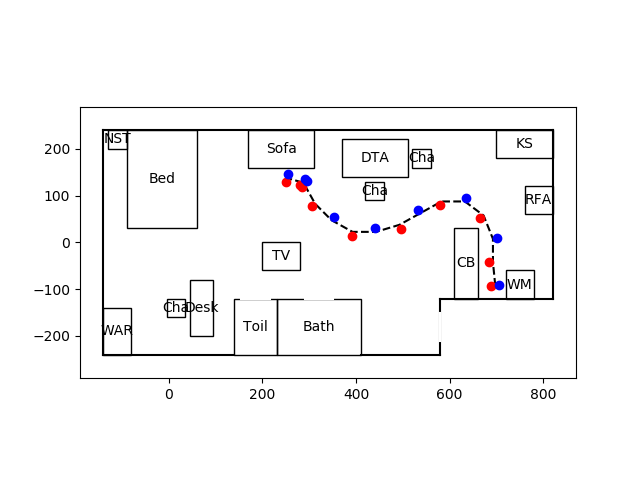 NST
Sofa
DTA
Cha
KS
Bed
Cha
RFA
TV
CB
WM
WAR
Cha
Desk
Toil
Bath
200
100
0
−100
−200
0
200
400
600
800